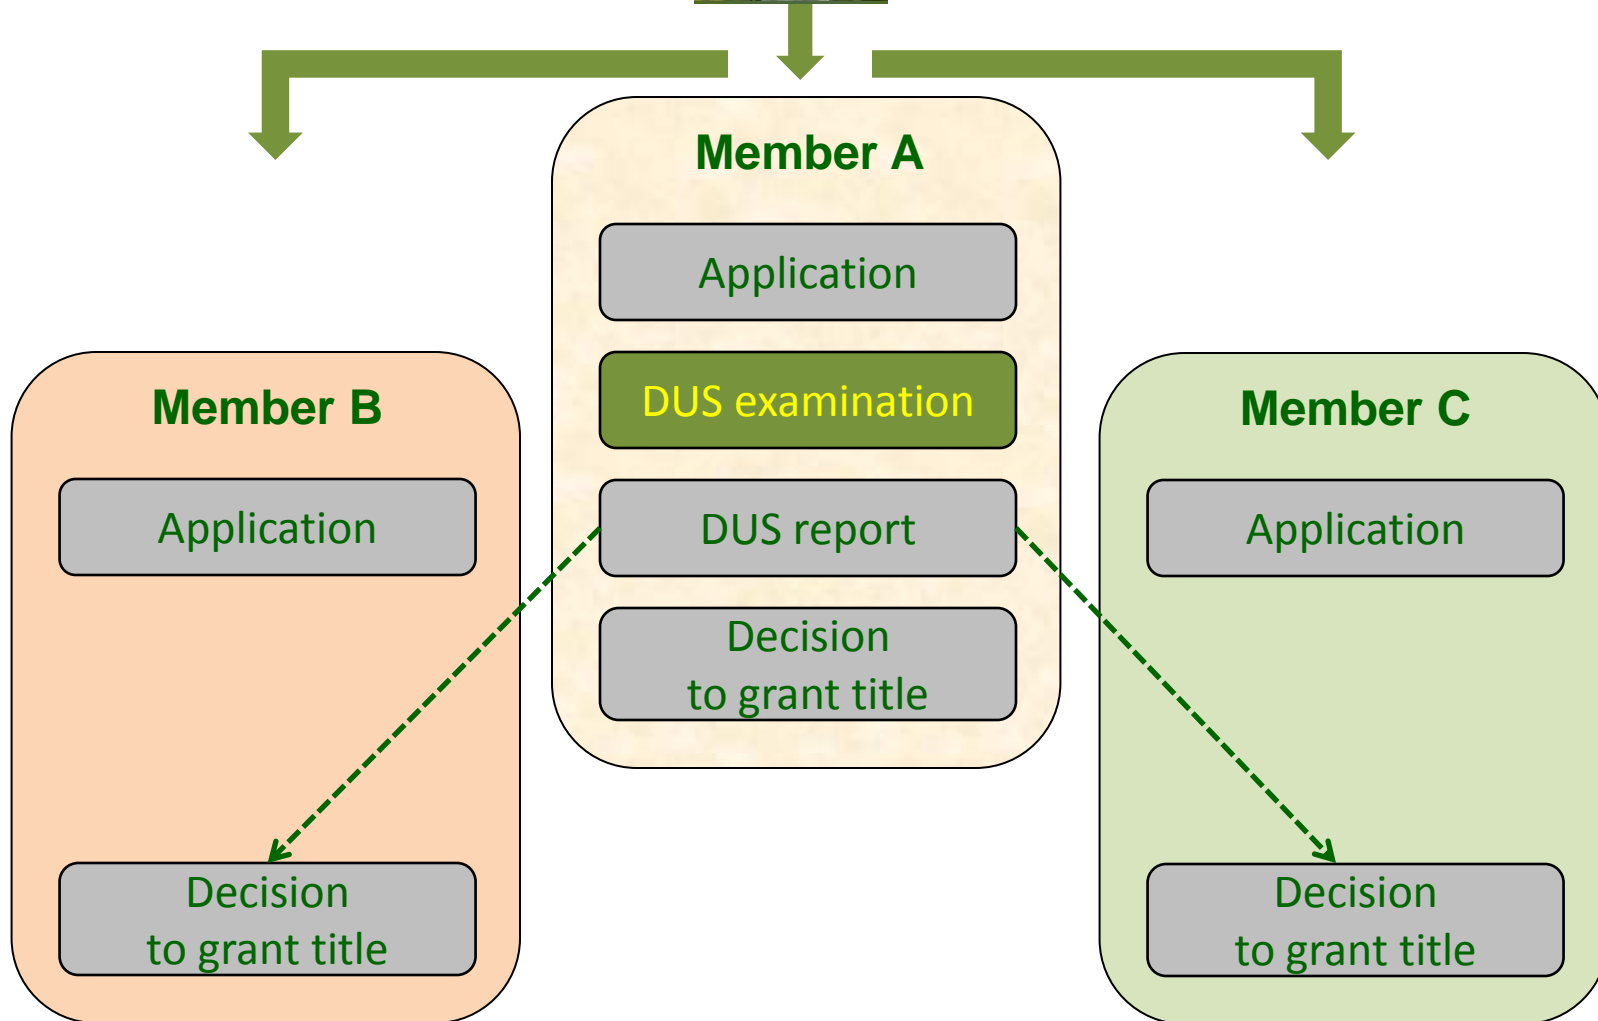 Member A
Application
DUS examination
DUS report
Decision
to grant title
Member B
Application
Decision
to grant title
Member C
Application
Decision
to grant title